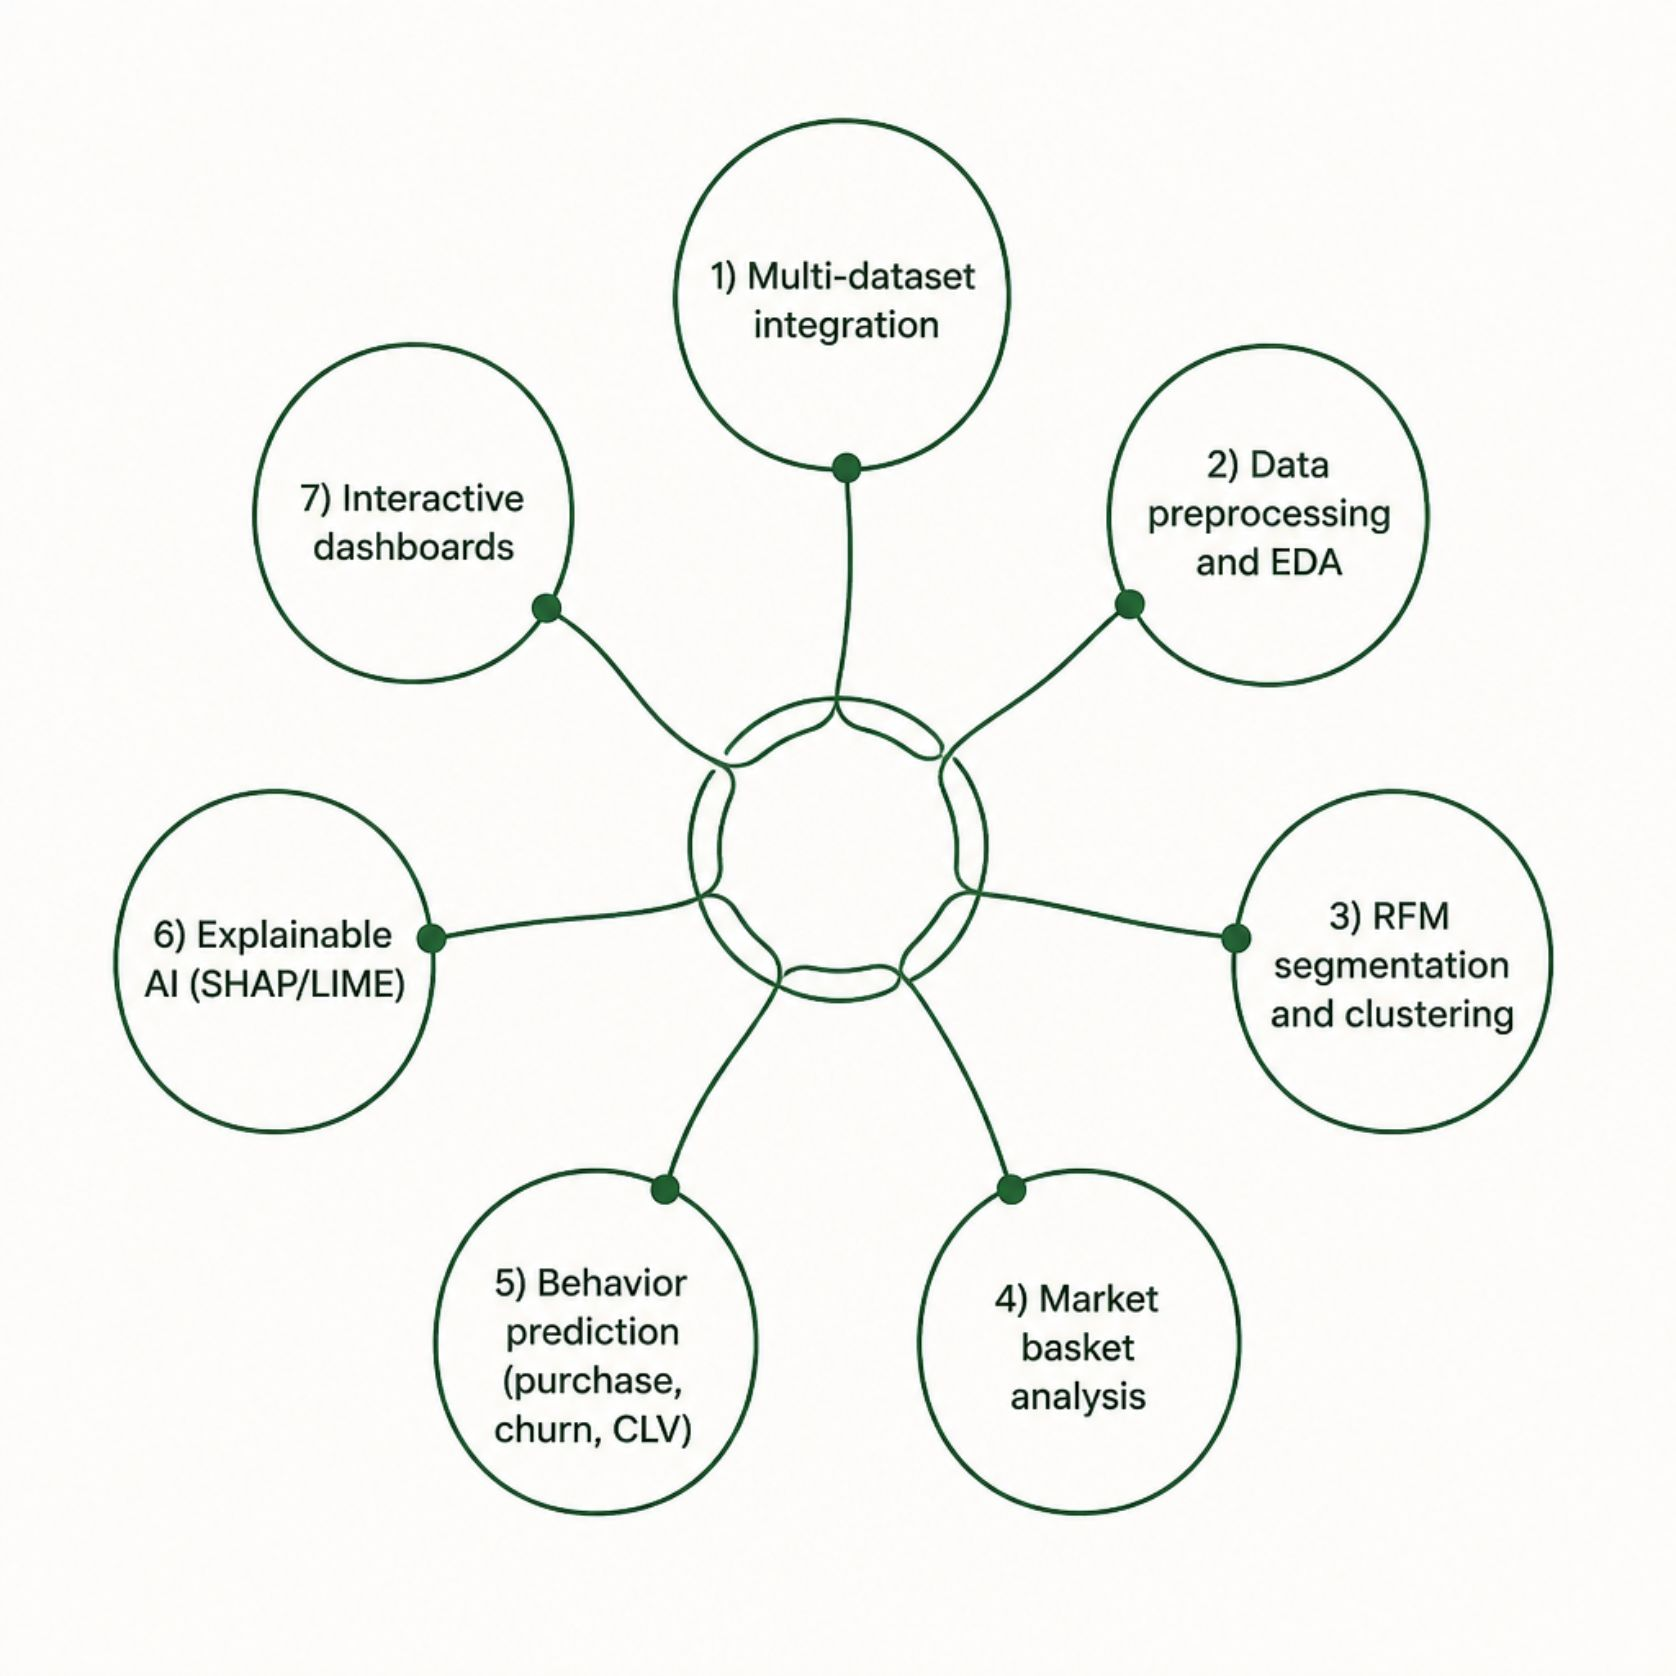 1) Multi-dataset
integration
2) Data
preprocessing
and EDA
3) RFM
segmentation
and clustering
4) Market
basket
analysis
5) Behavior
prediction
(purchase,
churn, CLV)
6) Explainable
AI (SHAP/LIME)
7) Interactive
dashboards